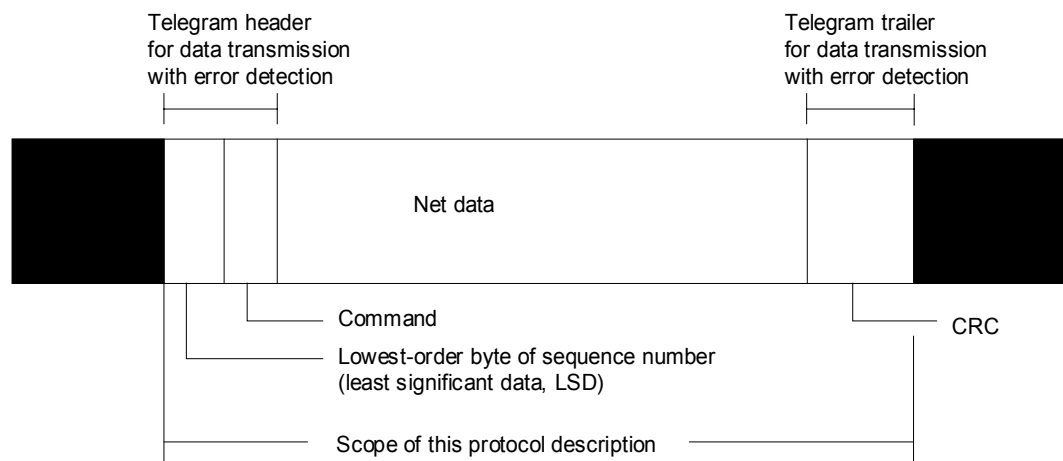 Telegram header
for data transmission
with error detection
Telegram trailer
for data transmission
with error detection
Net data
Command
CRC
Lowest-order byte of sequence number
(least significant data, LSD)
Scope of this protocol description